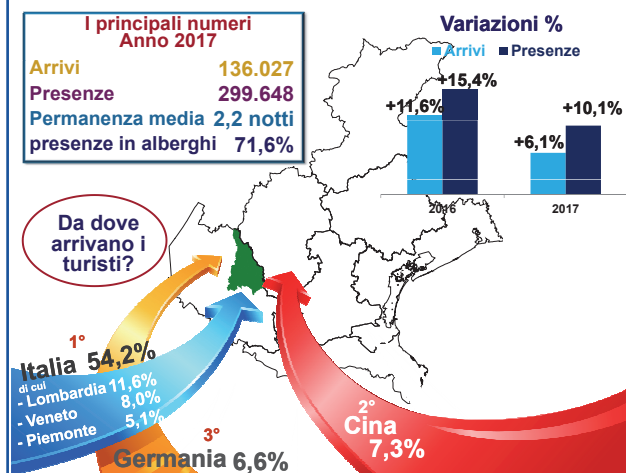 I principali numeri
Anno 2017
Arrivi 136.027
Presenze 299.648
Permanenza media 2,2 notti
presenze in alberghi 71,6%
Variazioni %
Arrivi Presenze
+11,6%
+15,4%
+6,1%
+10,1%
2016
2017
Da dove
arrivano i
turisti?
1°
Italia 54,2%
di cui
- Lombardia 11,6%
- Veneto 8,0%
- Piemonte 5,1%
2°
Cina
7,3%
3°
Germania 6,6%